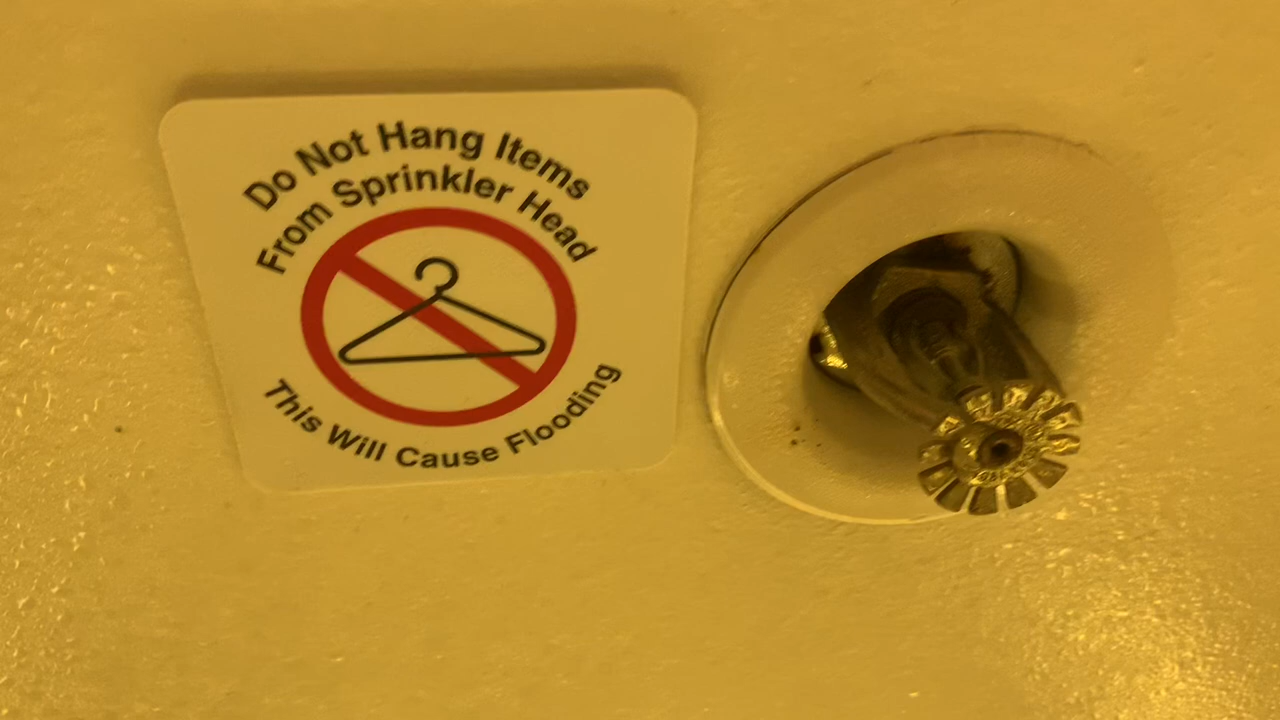 Do Not Hang Items
From Sprinkler Head
This Will Cause Flooding